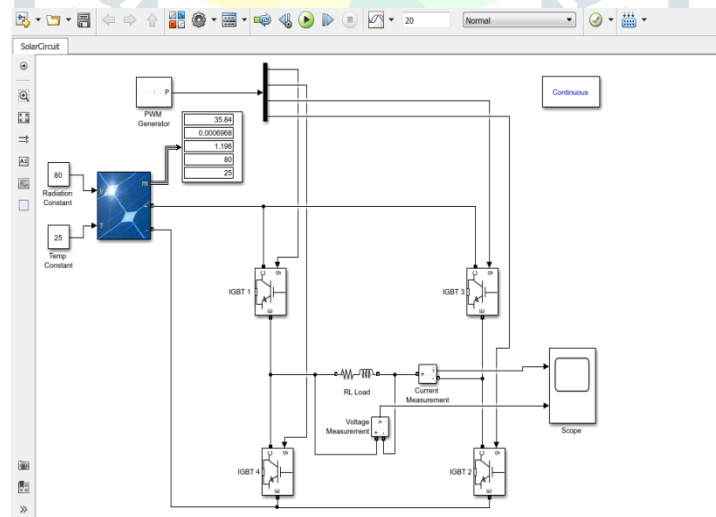 20
Normal
SolarCircuit
P
PWM
Generator
35.84
0.0006968
1.196
80
25
Continuous
80
Radiation
Constant
Ir
T
m
+
-
25
Temp
Constant
C
g
E
IGBT 1
C
g
E
IGBT 3
RL Load
+
i
-
Current
Measurement
Voltage
Measurement
v
+
-
Scope
C
g
E
IGBT 4
C
g
E
IGBT 2